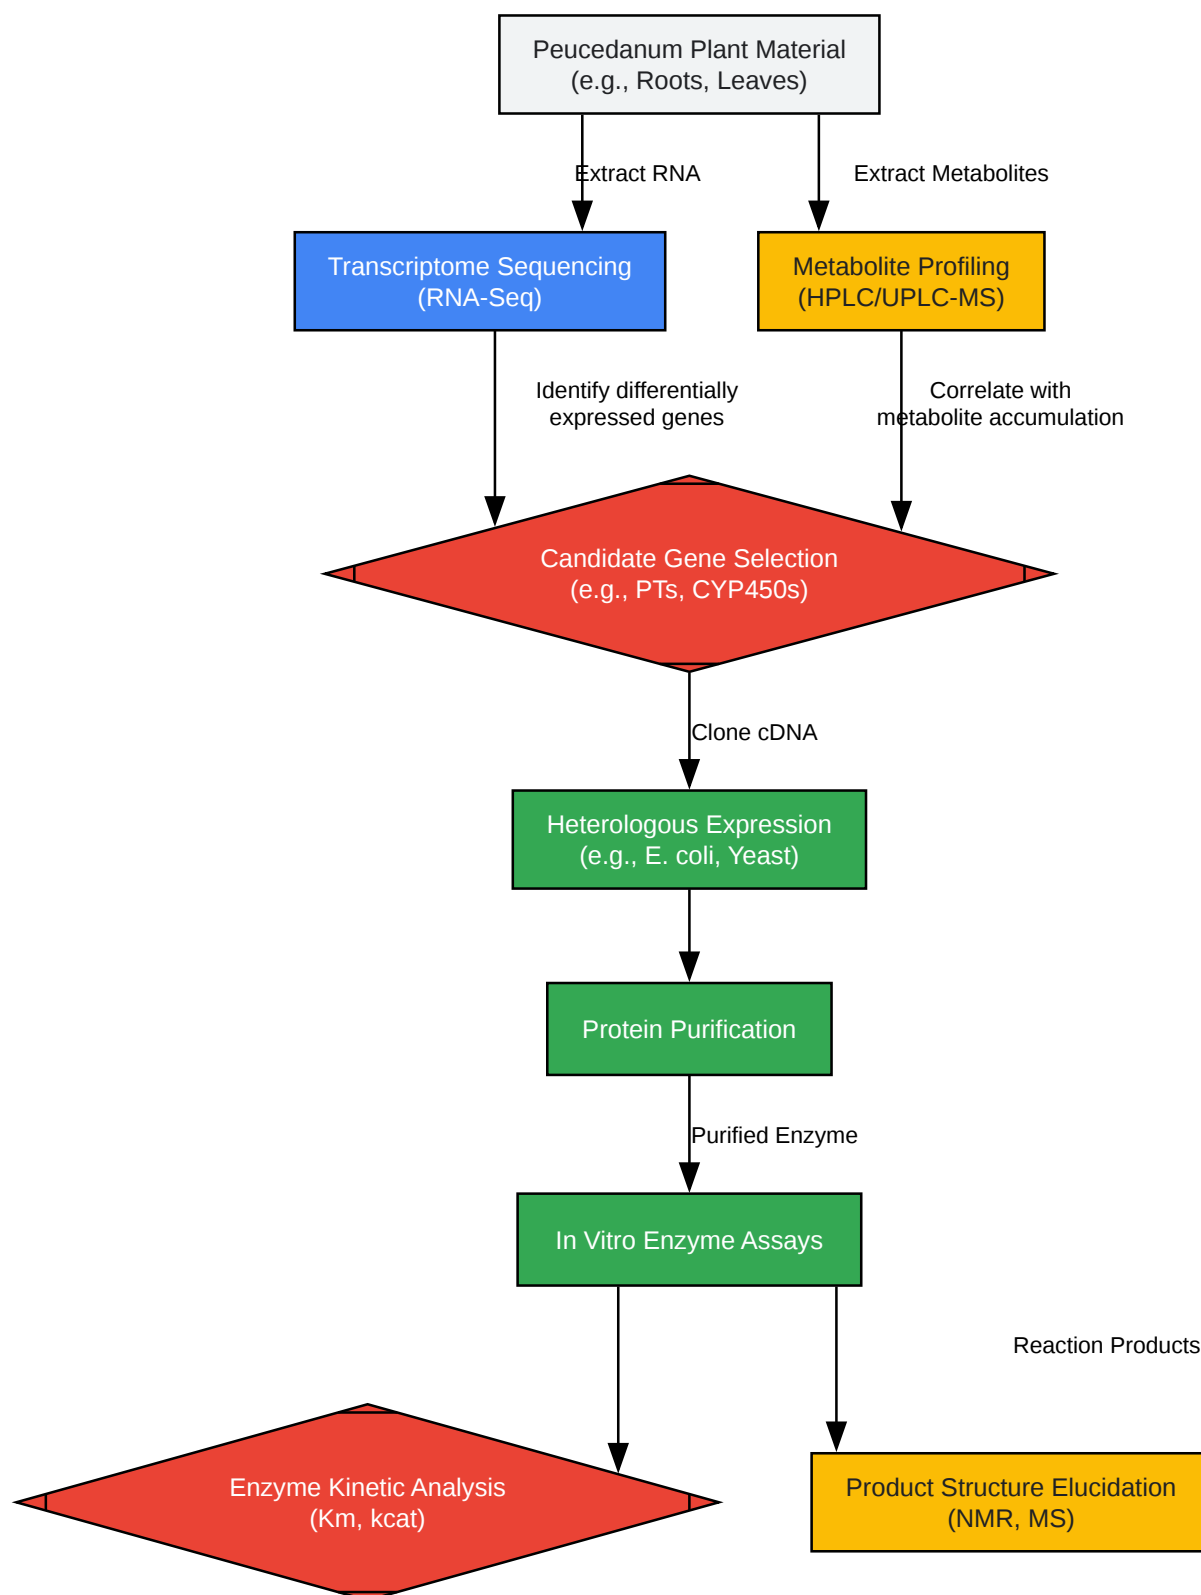 Peucedanum Plant Material
(e.g., Roots, Leaves)
Extract RNA
Extract Metabolites
Transcriptome Sequencing
(RNA-Seq)
Metabolite Profiling
(HPLC/UPLC-MS)
Identify differentially
expressed genes
Correlate with
metabolite accumulation
Candidate Gene Selection
(e.g., PTs, CYP450s)
Clone cDNA
Heterologous Expression
(e.g., E. coli, Yeast)
Protein Purification
Purified Enzyme
In Vitro Enzyme Assays
Reaction Products
Enzyme Kinetic Analysis
(Km, kcat)
Product Structure Elucidation
(NMR, MS)